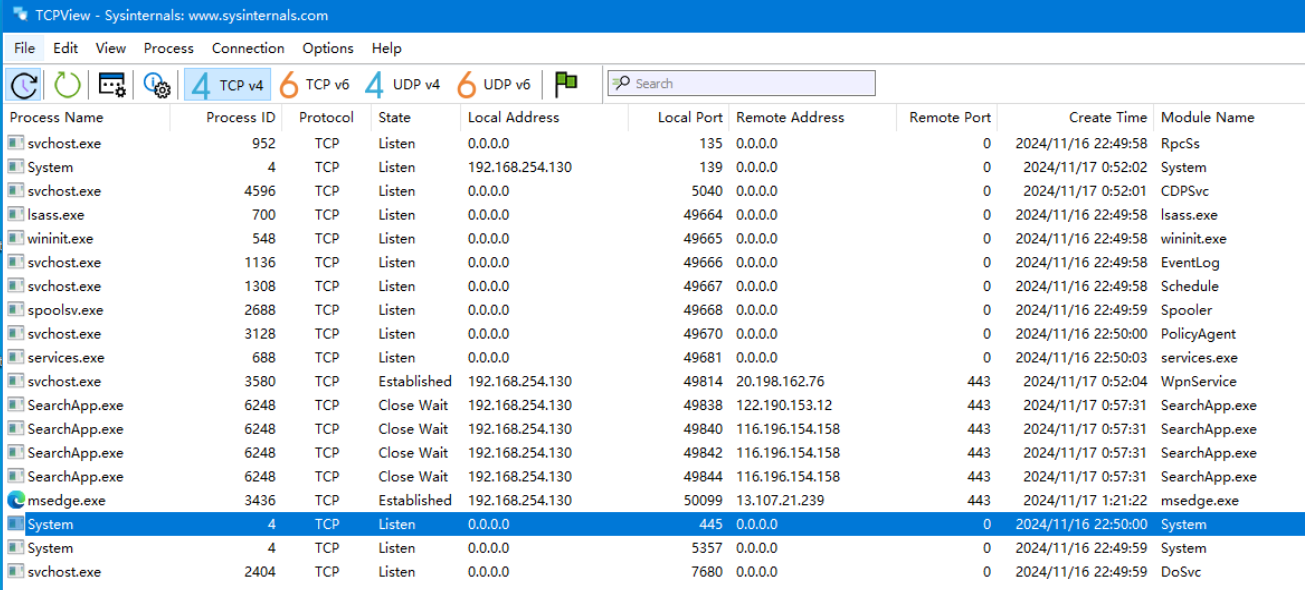 TCPView - Sysinternals: www.sysinternals.com
File Edit View Process Connection Options Help
4 TCP v4 6 TCP v6 4 UDP v4 6 UDP v6 Search
Process Name Process ID Protocol State Local Address Local Port Remote Address Remote Port Create Time Module Name
svchost.exe 952 TCP Listen 0.0.0.0 135 0.0.0.0 0 2024/11/16 22:49:58 RpcSs
System 4 TCP Listen 192.168.254.130 139 0.0.0.0 0 2024/11/17 0:52:02 System
svchost.exe 4596 TCP Listen 0.0.0.0 5040 0.0.0.0 0 2024/11/17 0:52:01 CDPSvc
lsass.exe 700 TCP Listen 0.0.0.0 49664 0.0.0.0 0 2024/11/16 22:49:58 lsass.exe
wininit.exe 548 TCP Listen 0.0.0.0 49665 0.0.0.0 0 2024/11/16 22:49:58 wininit.exe
svchost.exe 1136 TCP Listen 0.0.0.0 49666 0.0.0.0 0 2024/11/16 22:49:58 EventLog
svchost.exe 1308 TCP Listen 0.0.0.0 49667 0.0.0.0 0 2024/11/16 22:49:58 Schedule
spoolsv.exe 2688 TCP Listen 0.0.0.0 49668 0.0.0.0 0 2024/11/16 22:49:59 Spooler
svchost.exe 3128 TCP Listen 0.0.0.0 49670 0.0.0.0 0 2024/11/16 22:50:00 PolicyAgent
services.exe 688 TCP Listen 0.0.0.0 49681 0.0.0.0 0 2024/11/16 22:50:03 services.exe
svchost.exe 3580 TCP Established 192.168.254.130 49814 20.198.162.76 443 2024/11/17 0:52:04 WpnService
SearchApp.exe 6248 TCP Close Wait 192.168.254.130 49838 122.190.153.12 443 2024/11/17 0:57:31 SearchApp.exe
SearchApp.exe 6248 TCP Close Wait 192.168.254.130 49840 116.196.154.158 443 2024/11/17 0:57:31 SearchApp.exe
SearchApp.exe 6248 TCP Close Wait 192.168.254.130 49842 116.196.154.158 443 2024/11/17 0:57:31 SearchApp.exe
SearchApp.exe 6248 TCP Close Wait 192.168.254.130 49844 116.196.154.158 443 2024/11/17 0:57:31 SearchApp.exe
msedge.exe 3436 TCP Established 192.168.254.130 50099 13.107.21.239 443 2024/11/17 1:21:22 msedge.exe
System 4 TCP Listen 0.0.0.0 445 0.0.0.0 0 2024/11/16 22:50:00 System
System 4 TCP Listen 0.0.0.0 5357 0.0.0.0 0 2024/11/16 22:49:59 System
svchost.exe 2404 TCP Listen 0.0.0.0 7680 0.0.0.0 0 2024/11/16 22:49:59 DoSvc